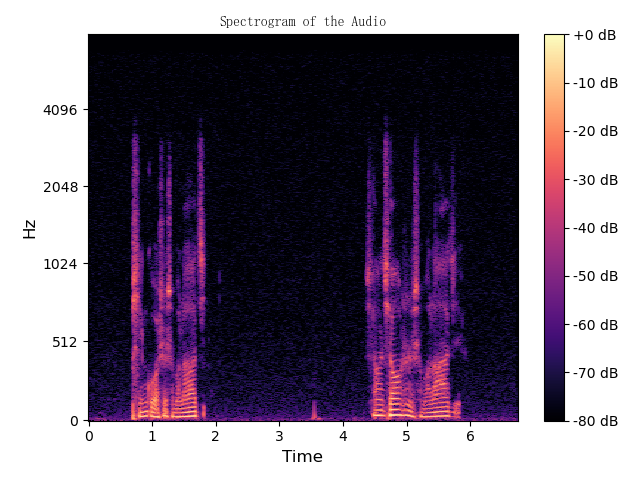 Spectrogram of the Audio
+0 dB
4096
-10 dB
-20 dB
2048
-30 dB
Hz
-40 dB
1024
-50 dB
-60 dB
512
-70 dB
0
-80 dB
0 1 2 3 4 5 6
Time